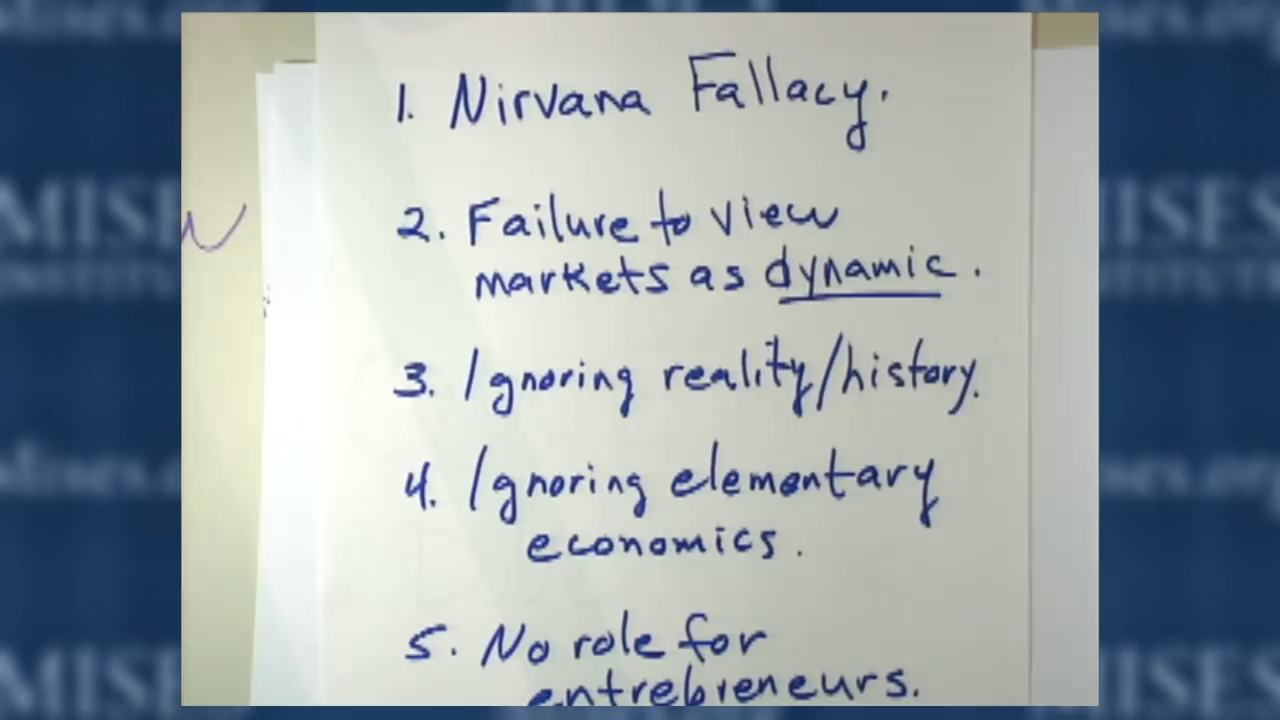 1. Nirvana Fallacy.
2. Failure to view
markets as dynamic.
3. Ignoring reality/history.
4. Ignoring elementary
economics.
5. No role for
entrepreneurs.